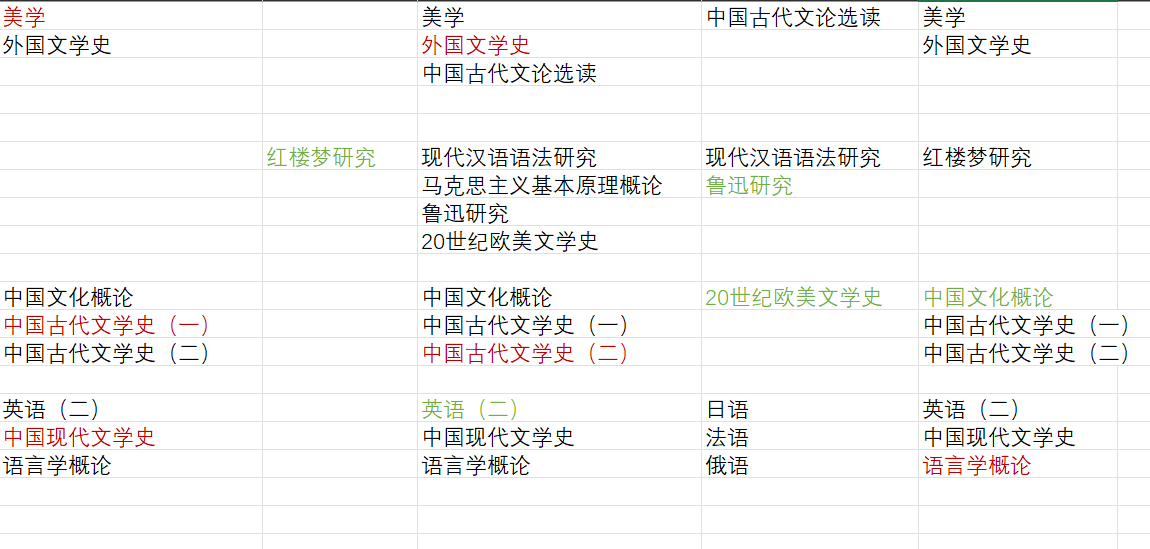 美学 美学 中国古代文论选读 美学
外国文学史 外国文学史 外国文学史
中国古代文论选读
红楼梦研究 现代汉语语法研究 现代汉语语法研究 红楼梦研究
马克思主义基本原理概论 鲁迅研究
鲁迅研究
20世纪欧美文学史
中国文化概论 中国文化概论 20世纪欧美文学史 中国文化概论
中国古代文学史（一） 中国古代文学史（一） 中国古代文学史（一）
中国古代文学史（二） 中国古代文学史（二） 中国古代文学史（二）
英语（二） 英语（二） 日语 英语（二）
中国现代文学史 中国现代文学史 法语 中国现代文学史
语言学概论 语言学概论 俄语 语言学概论